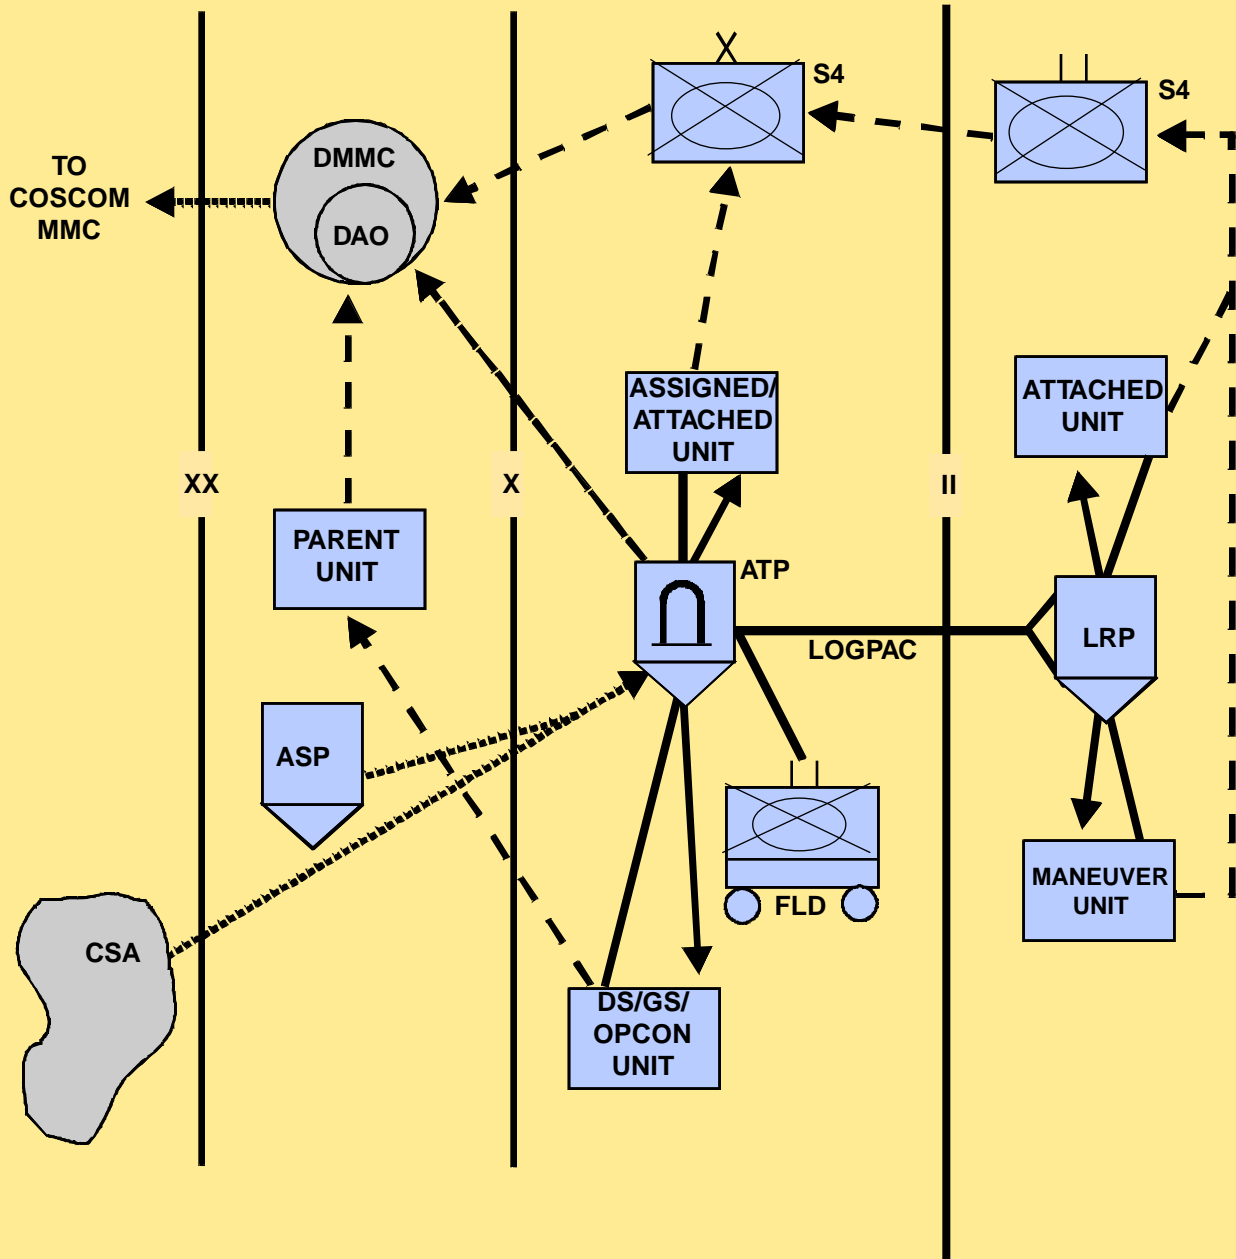 S4
S4
DMMC
DAO
TO
COSCOM
MMC
ASSIGNED/
ATTACHED
UNIT
ATTACHED
UNIT
XX
X
II
PARENT
UNIT
ATP
LOGPAC
LRP
ASP
MANEUVER
UNIT
FLD
CSA
DS/GS/
OPCON
UNIT